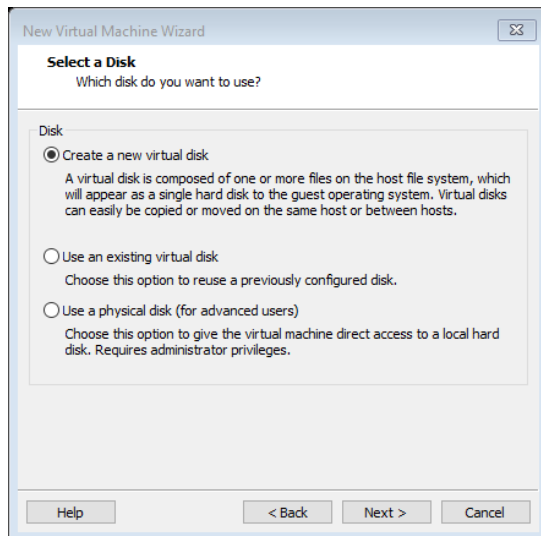 New Virtual Machine Wizard
Select a Disk
Which disk do you want to use?
Disk
Create a new virtual disk
A virtual disk is composed of one or more files on the host file system, which
will appear as a single hard disk to the guest operating system. Virtual disks
can easily be copied or moved on the same host or between hosts.
Use an existing virtual disk
Choose this option to reuse a previously configured disk.
Use a physical disk (for advanced users)
Choose this option to give the virtual machine direct access to a local hard
disk. Requires administrator privileges.
Help < Back Next > Cancel